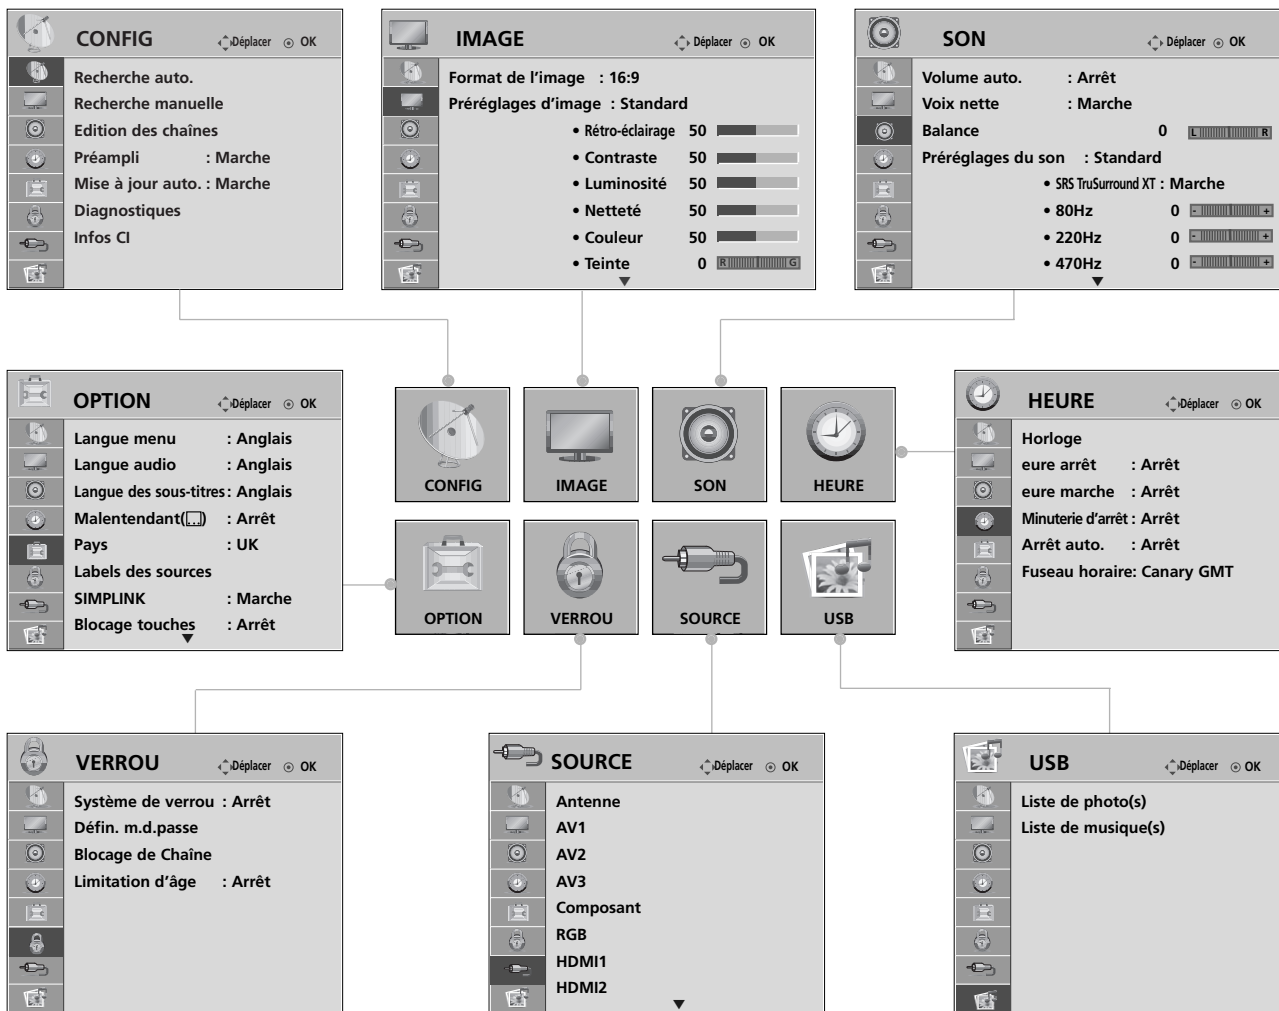 CONFIG Déplacer OK
Recherche auto.
Recherche manuelle
Edition des chaînes
Préampli : Marche
Mise à jour auto. : Marche
Diagnostiques
Infos CI
IMAGE Déplacer OK
Format de l'image : 16:9
Préréglages d'image : Standard
• Rétro-éclairage 50
• Contraste 50
• Luminosité 50
• Netteté 50
• Couleur 50
• Teinte 0 R G
SON Déplacer OK
Volume auto. : Arrêt
Voix nette : Marche
Balance 0 L R
Préréglages du son : Standard
• SRS TruSurround XT : Marche
• 80Hz 0 - +
• 220Hz 0 - +
• 470Hz 0 - +
OPTION Déplacer OK
Langue menu : Anglais
Langue audio : Anglais
Langue des sous-titres : Anglais
Malentendant( ) : Arrêt
Pays : UK
Labels des sources
SIMPLINK : Marche
Blocage touches : Arrêt
CONFIG
IMAGE
SON
HEURE
OPTION
VERROU
SOURCE
USB
HEURE Déplacer OK
Horloge
eure arrêt : Arrêt
eure marche : Arrêt
Minuterie d'arrêt : Arrêt
Arrêt auto. : Arrêt
Fuseau horaire: Canary GMT
VERROU Déplacer OK
Système de verrou : Arrêt
Défin. m.d.passe
Blocage de Chaîne
Limitation d'âge : Arrêt
SOURCE Déplacer OK
Antenne
AV1
AV2
AV3
Composant
RGB
HDMI1
HDMI2
USB Déplacer OK
Liste de photo(s)
Liste de musique(s)